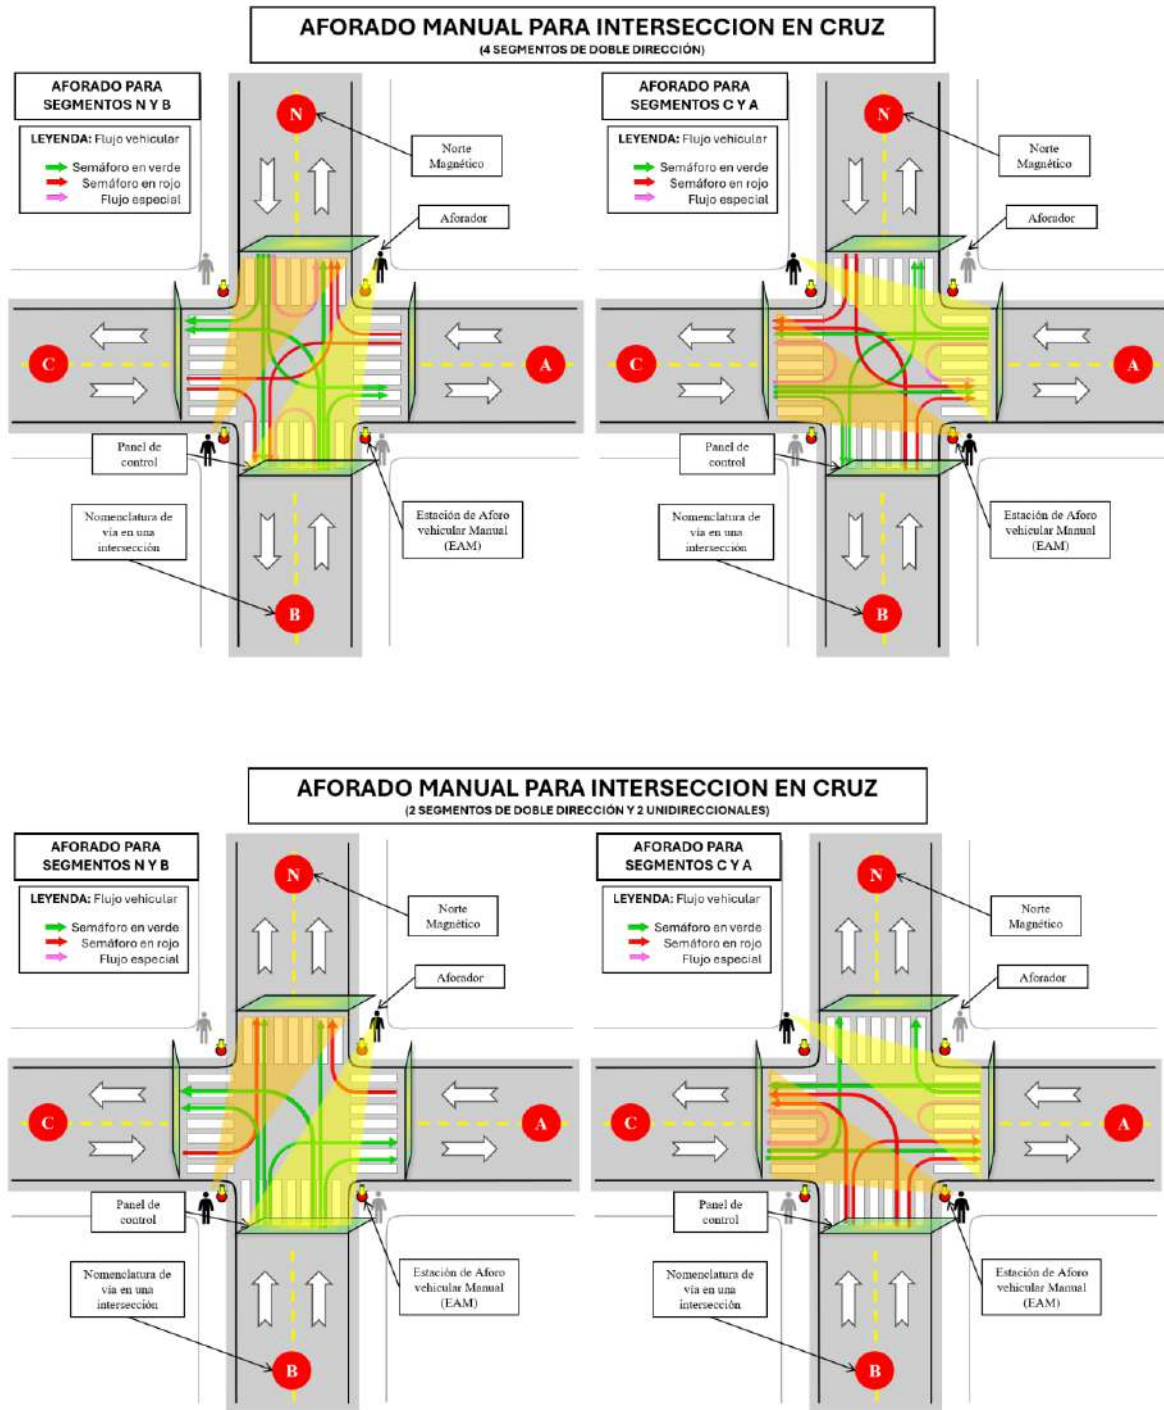 AFORADO MANUAL PARA INTERSECCION EN CRUZ
(4 SEGMENTOS DE DOBLE DIRECCIÓN)
AFORADO PARA
SEGMENTOS N Y B
LEYENDA: Flujo vehicular
Semáforo en verde
Semáforo en rojo
Flujo especial
N
Norte
Magnético
Aforador
C
A
Panel de
control
Nomenclatura de
vía en una
intersección
Estación de Aforo
vehicular Manual
(EAM)
B
AFORADO PARA
SEGMENTOS C Y A
LEYENDA: Flujo vehicular
Semáforo en verde
Semáforo en rojo
Flujo especial
N
Norte
Magnético
Aforador
C
A
Panel de
control
Nomenclatura de
vía en una
intersección
Estación de Aforo
vehicular Manual
(EAM)
B
AFORADO MANUAL PARA INTERSECCION EN CRUZ
(2 SEGMENTOS DE DOBLE DIRECCIÓN Y 2 UNIDIRECCIONALES)
AFORADO PARA
SEGMENTOS N Y B
LEYENDA: Flujo vehicular
Semáforo en verde
Semáforo en rojo
Flujo especial
N
Norte
Magnético
Aforador
C
A
Panel de
control
Nomenclatura de
vía en una
intersección
Estación de Aforo
vehicular Manual
(EAM)
B
AFORADO PARA
SEGMENTOS C Y A
LEYENDA: Flujo vehicular
Semáforo en verde
Semáforo en rojo
Flujo especial
N
Norte
Magnético
Aforador
C
A
Panel de
control
Nomenclatura de
vía en una
intersección
Estación de Aforo
vehicular Manual
(EAM)
B